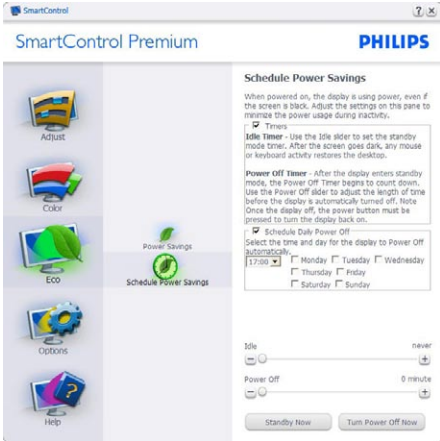 SmartControl
SmartControl Premium
PHILIPS
Adjust
Color
Eco
Options
Help
Power Savings
Schedule Power Savings
Schedule Power Savings
When powered on, the display is using power, even if
the screen is black. Adjust the settings on this pane to
minimize the power usage during inactivity.
Timers
Idle Timer - Use the Idle slider to set the standby
mode timer. After the screen goes dark, any mouse
or keyboard activity restores the desktop.
Power Off Timer - After the display enters standby
mode, the Power Off Timer begins to count down.
Use the Power Off slider to adjust the length of time
before the display is automatically turned off. Note
Once the display off, the power button must be
pressed to turn the display back on.
Schedule Daily Power Off
Select the time and day for the display to Power Off
automatically.
17:00 Monday Tuesday Wednesday
Thursday Friday
Saturday Sunday
Idle never
Power Off 0 minute
Standby Now Turn Power Off Now